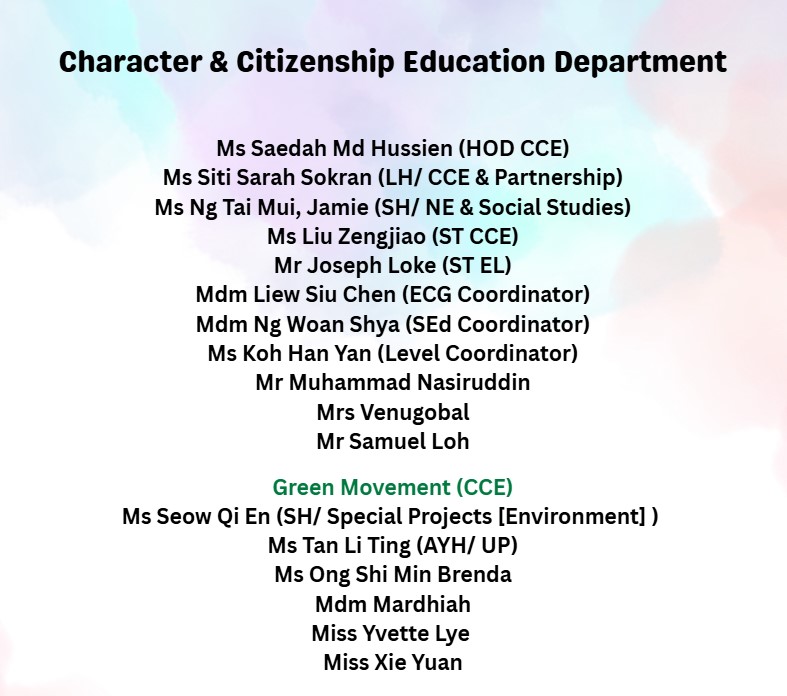 Character & Citizenship Education Department
Ms Saedah Md Hussien (HOD CCE)
Ms Siti Sarah Sokran (LH/ CCE & Partnership)
Ms Ng Tai Mui, Jamie (SH/ NE & Social Studies)
Ms Liu Zengjiao (ST CCE)
Mr Joseph Loke (ST EL)
Mdm Liew Siu Chen (ECG Coordinator)
Mdm Ng Woan Shya (SEd Coordinator)
Ms Koh Han Yan (Level Coordinator)
Mr Muhammad Nasiruddin
Mrs Venugobal
Mr Samuel Loh
Green Movement (CCE)
Ms Seow Qi En (SH/ Special Projects [Environment] )
Ms Tan Li Ting (AYH/ UP)
Ms Ong Shi Min Brenda
Mdm Mardhiah
Miss Yvette Lye
Miss Xie Yuan